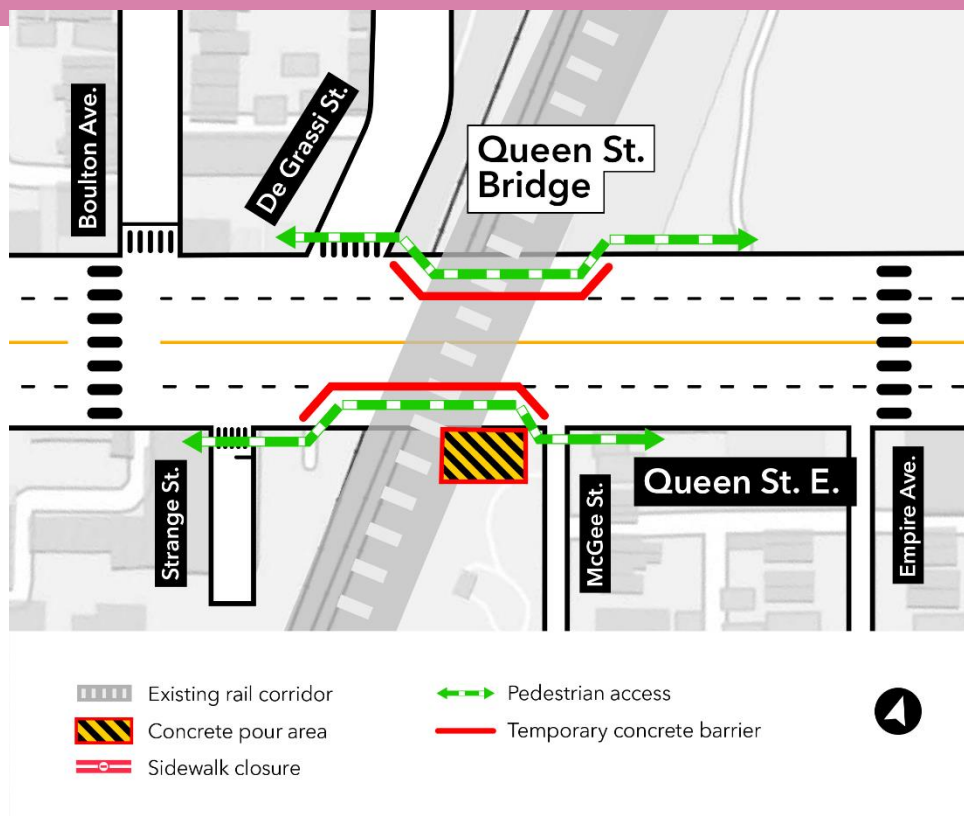 Boulton Ave.
De Grassi St.
Queen St.
Bridge
Strange St.
McGee St.
Queen St. E.
Empire Ave.
Existing rail corridor
Pedestrian access
Concrete pour area
Temporary concrete barrier
Sidewalk closure